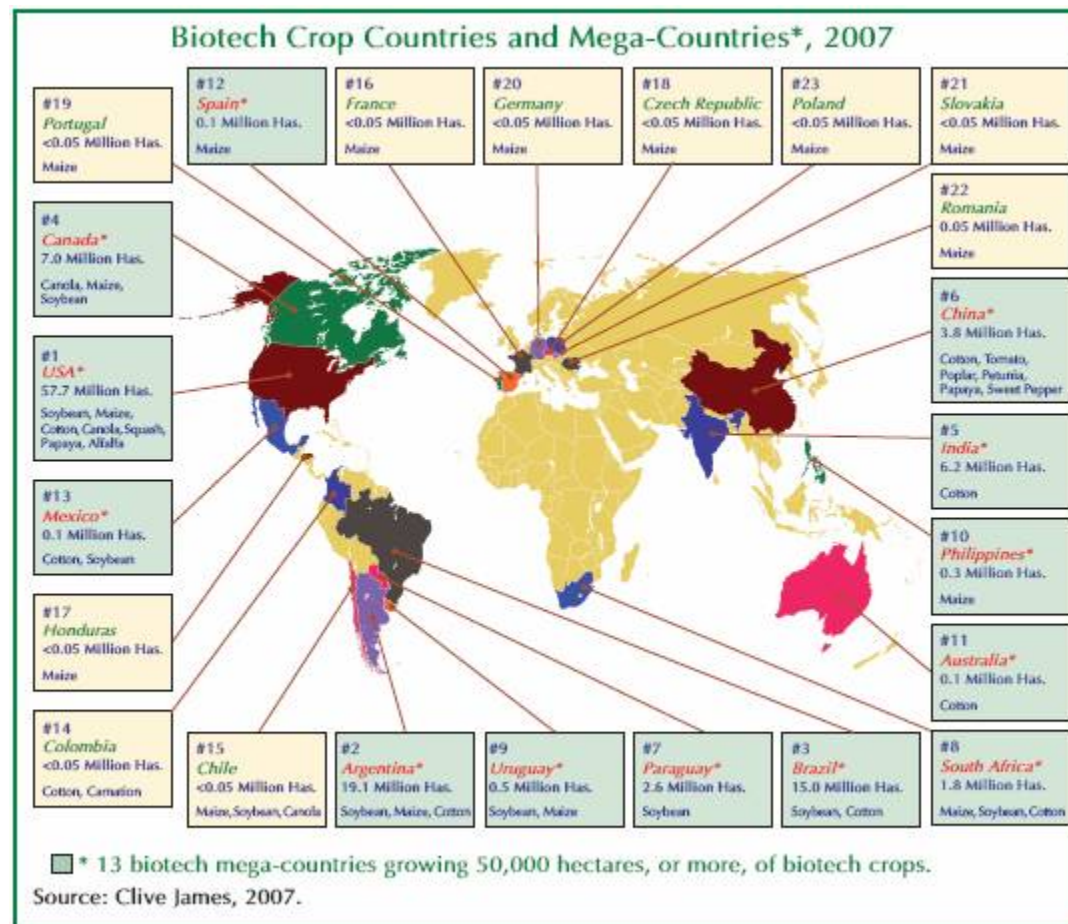 Biotech Crop Countries and Mega-Countries*, 2007
#19
Portugal
<0.05 Million Has.
Maize
#12
Spain*
0.1 Million Has.
Maize
#16
France
<0.05 Million Has.
Maize
#20
Germany
<0.05 Million Has.
Maize
#18
Czech Republic
<0.05 Million Has.
Maize
#23
Poland
<0.05 Million Has.
Maize
#21
Slovakia
<0.05 Million Has.
Maize
#4
Canada*
7.0 Million Has.
Canola, Maize,
Soybean
#22
Romania
0.05 Million Has.
Maize
#1
USA*
57.7 Million Has.
Soybean, Maize,
Cotton, Canola, Squash,
Papaya, Alfalfa
#6
China*
3.8 Million Has.
Cotton, Tomato,
Poplar, Petunia,
Papaya, Sweet Pepper
#5
India*
6.2 Million Has.
Cotton
#13
Mexico*
0.1 Million Has.
Cotton, Soybean
#10
Philippines*
0.3 Million Has.
Maize
#17
Honduras
<0.05 Million Has.
Maize
#11
Australia*
0.1 Million Has.
Cotton
#14
Colombia
<0.05 Million Has.
Cotton, Carnation
#15
Chile
<0.05 Million Has.
Maize, Soybean, Canola
#2
Argentina*
19.1 Million Has.
Soybean, Maize, Cotton
#9
Uruguay*
0.5 Million Has.
Soybean, Maize
#7
Paraguay*
2.6 Million Has.
Soybean
#3
Brazil*
15.0 Million Has.
Soybean, Cotton
#8
South Africa*
1.8 Million Has.
Maize, Soybean, Cotton
* 13 biotech mega-countries growing 50,000 hectares, or more, of biotech crops.
Source: Clive James, 2007.